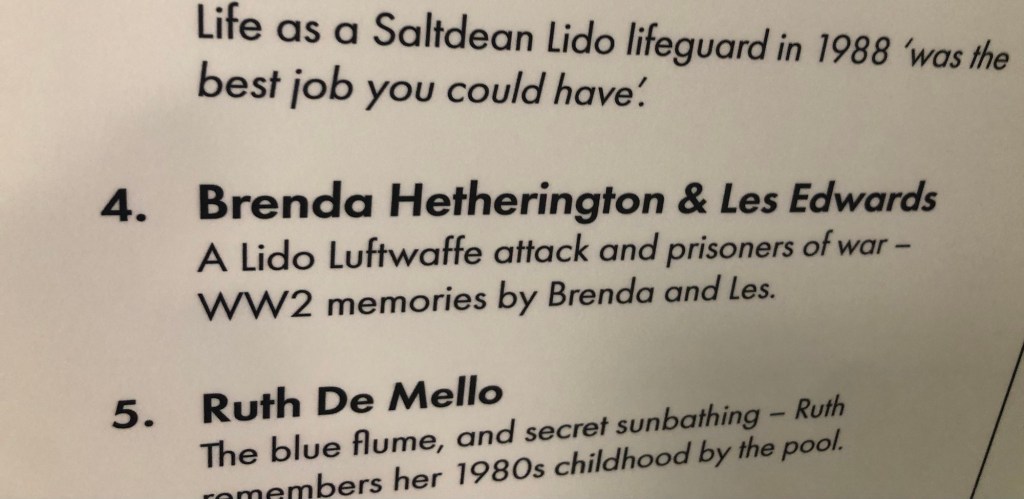 Life as a Saltdean Lido lifeguard in 1988 ‘was the
best job you could have’.
4. Brenda Hetherington & Les Edwards
A Lido Luftwaffe attack and prisoners of war –
WW2 memories by Brenda and Les.
5. Ruth De Mello
The blue flume, and secret sunbathing – Ruth
remembers her 1980s childhood by the pool.